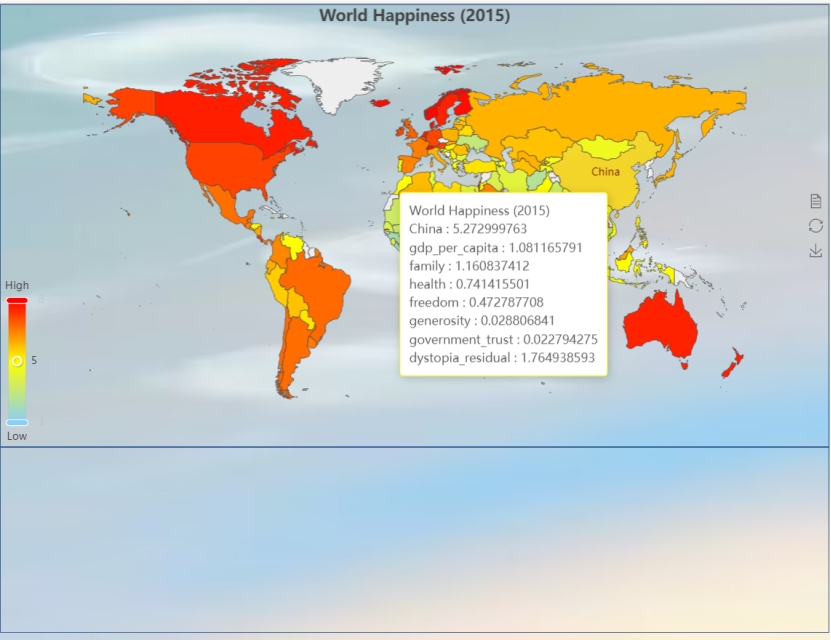 World Happiness (2015)
China
World Happiness (2015)
China : 5.272999763
gdp_per_capita : 1.081165791
family : 1.160837412
health : 0.741415501
freedom : 0.472787708
generosity : 0.028806841
government_trust : 0.022794275
dystopia_residual : 1.764938593
High
5
Low